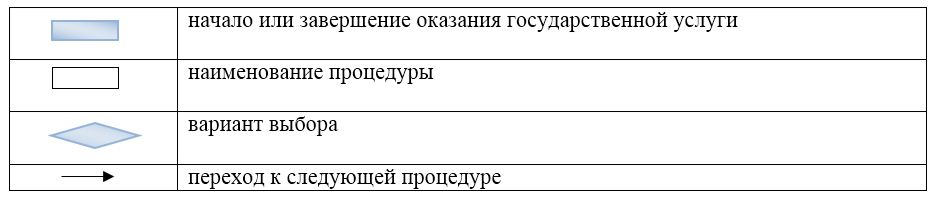 начало или завершение оказания государственной услуги
наименование процедуры
вариант выбора
переход к следующей процедуре